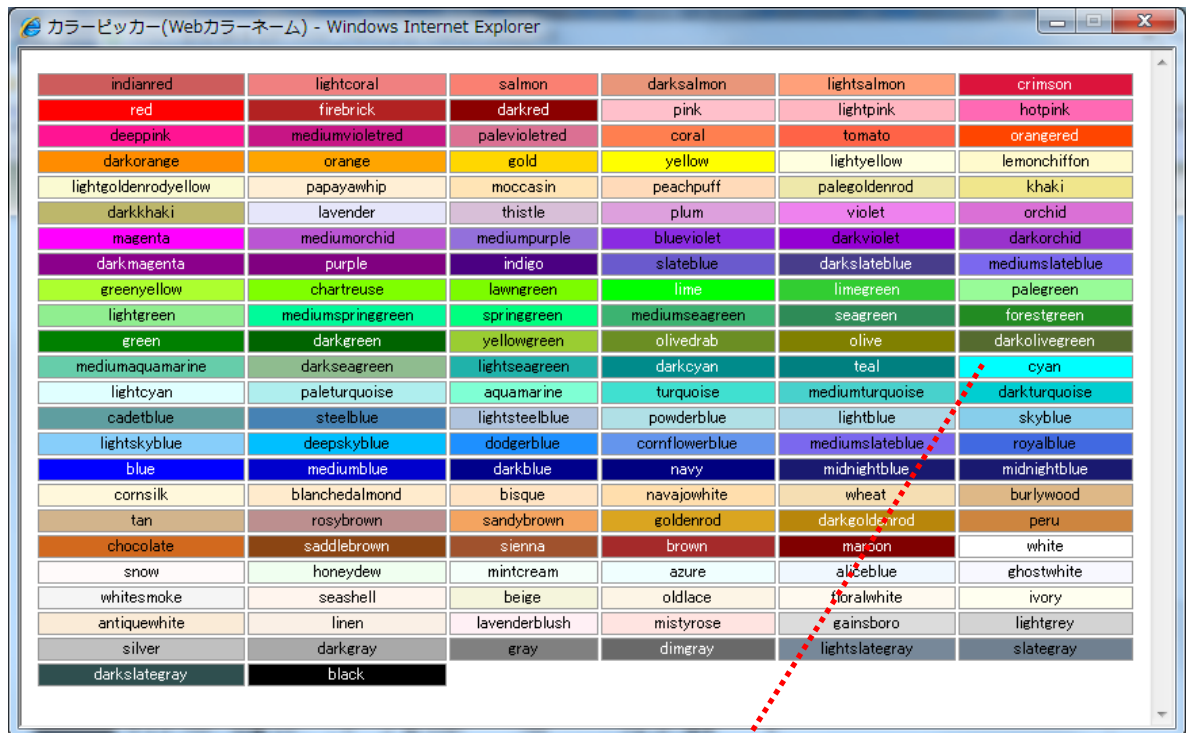 カラーピッカー(Webカラーネーム) - Windows Internet Explorer
indianred lightcoral salmon darksalmon lightsalmon crimson
red firebrick darkred pink lightpink hotpink
deeppink mediumvioletred palevioletred coral tomato orangered
darkorange orange gold yellow lightyellow lemonchiffon
lightgoldenrodyellow papayawhip moccasin peachpuff palegoldenrod khaki
darkkhaki lavender thistle plum violet orchid
magenta mediumorchid mediumpurple blueviolet darkviolet darkorchid
darkmagenta purple indigo slateblue darkslateblue mediumslateblue
greenyellow chartreuse lawngreen lime limegreen palegreen
lightgreen mediumspringgreen springgreen mediumseagreen seagreen forestgreen
green darkgreen yellowgreen olivedrab olive darkolivegreen
mediumaquamarine darkseagreen lightseagreen darkcyan teal cyan
lightcyan paleturquoise aquamarine turquoise mediumturquoise darkturquoise
cadetblue steelblue lightsteelblue powderblue lightblue skyblue
lightskyblue deepskyblue dodgerblue cornflowerblue mediumslateblue royalblue
blue mediumblue darkblue navy midnightblue midnightblue
cornsilk blanchedalmond bisque navajowhite wheat burlywood
tan rosybrown sandybrown goldenrod darkgoldenrod peru
chocolate saddlebrown sienna brown maroon white
snow honeydew mintcream azure aliceblue ghostwhite
whitesmoke seashell beige oldlace floralwhite ivory
antiquewhite linen lavenderblush mistyrose gainsboro lightgrey
silver darkgray gray dimgray lightslategray slategray
darkslategray black